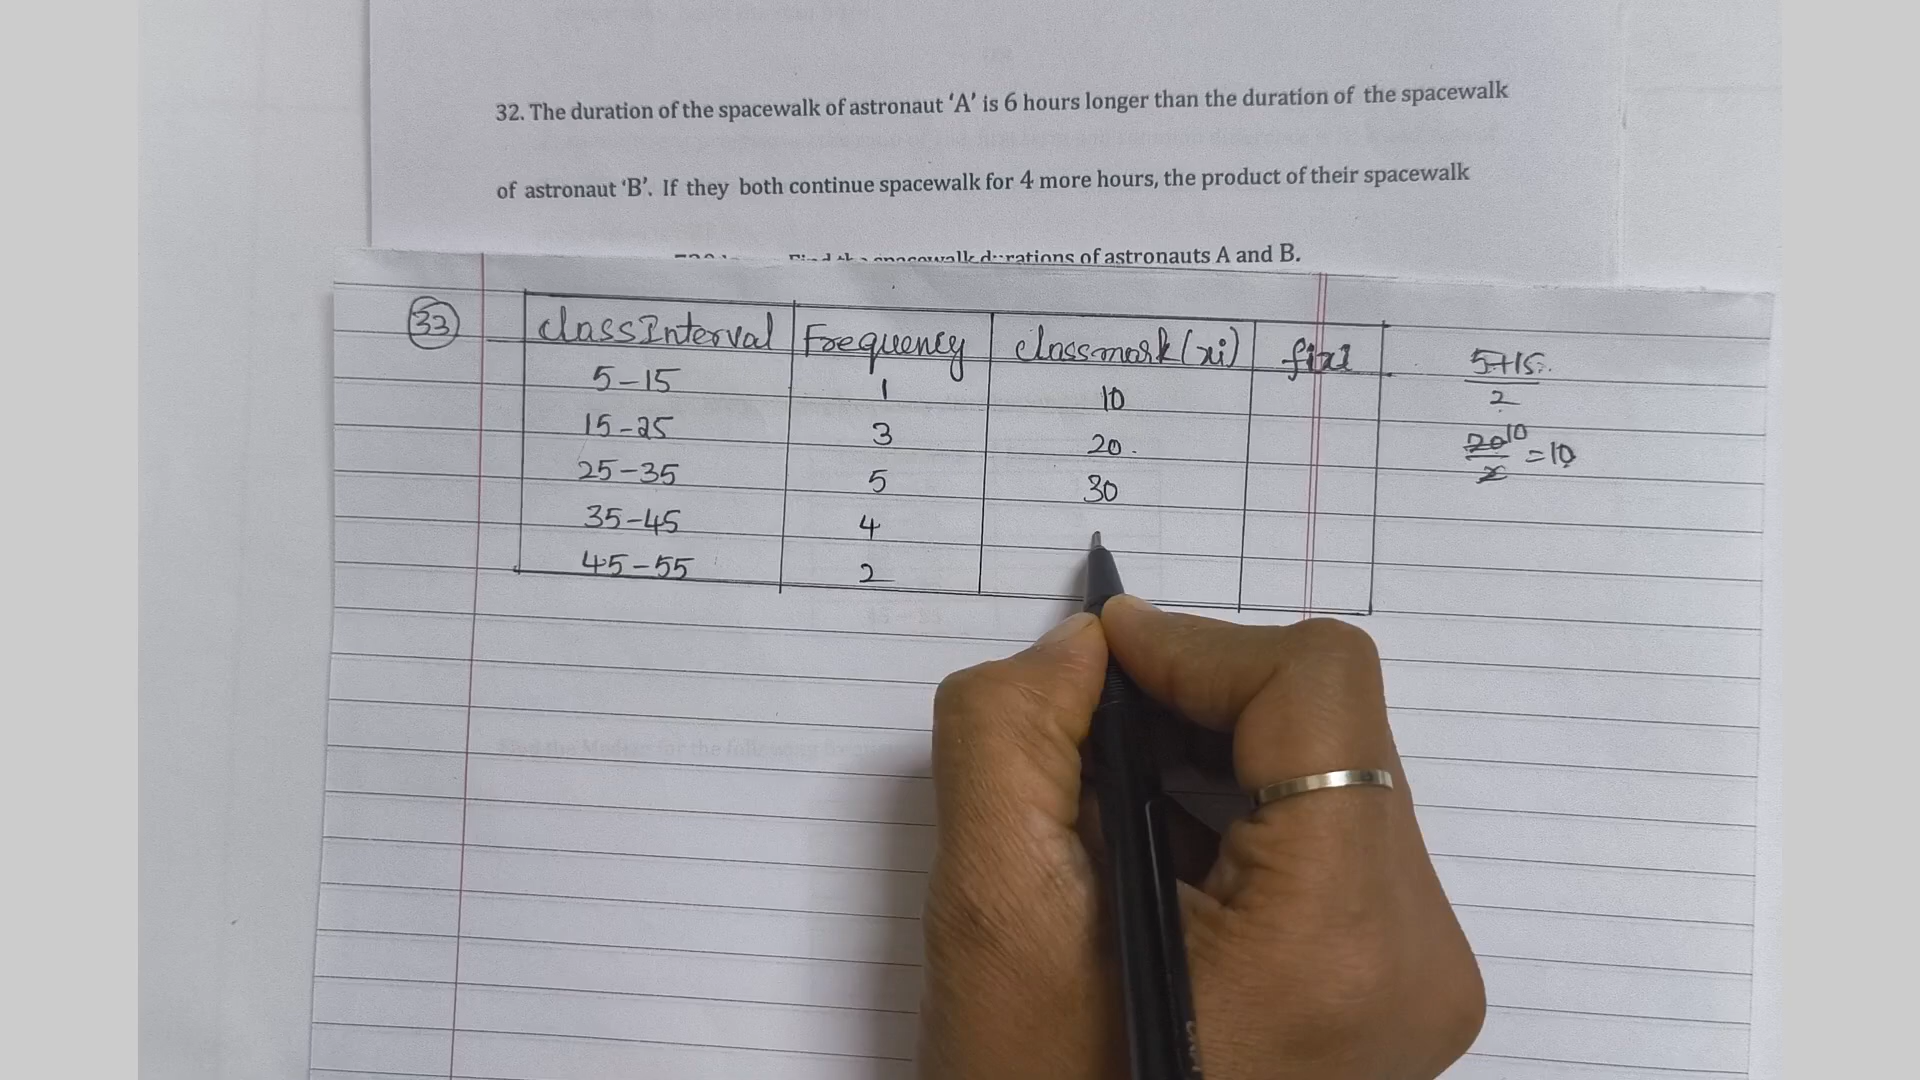 32. The duration of the spacewalk of astronaut ‘A’ is 6 hours longer than the duration of the spacewalk
of astronaut ‘B’. If they both continue spacewalk for 4 more hours, the product of their spacewalk
Find the spacewalk durations of astronauts A and B.
33
class Interval Frequency classmark (xi) fixi
5-15 1 10
15-25 3 20.
25-35 5 30
35-45 4
45-55 2
5+15
2
20 10
2 = 10